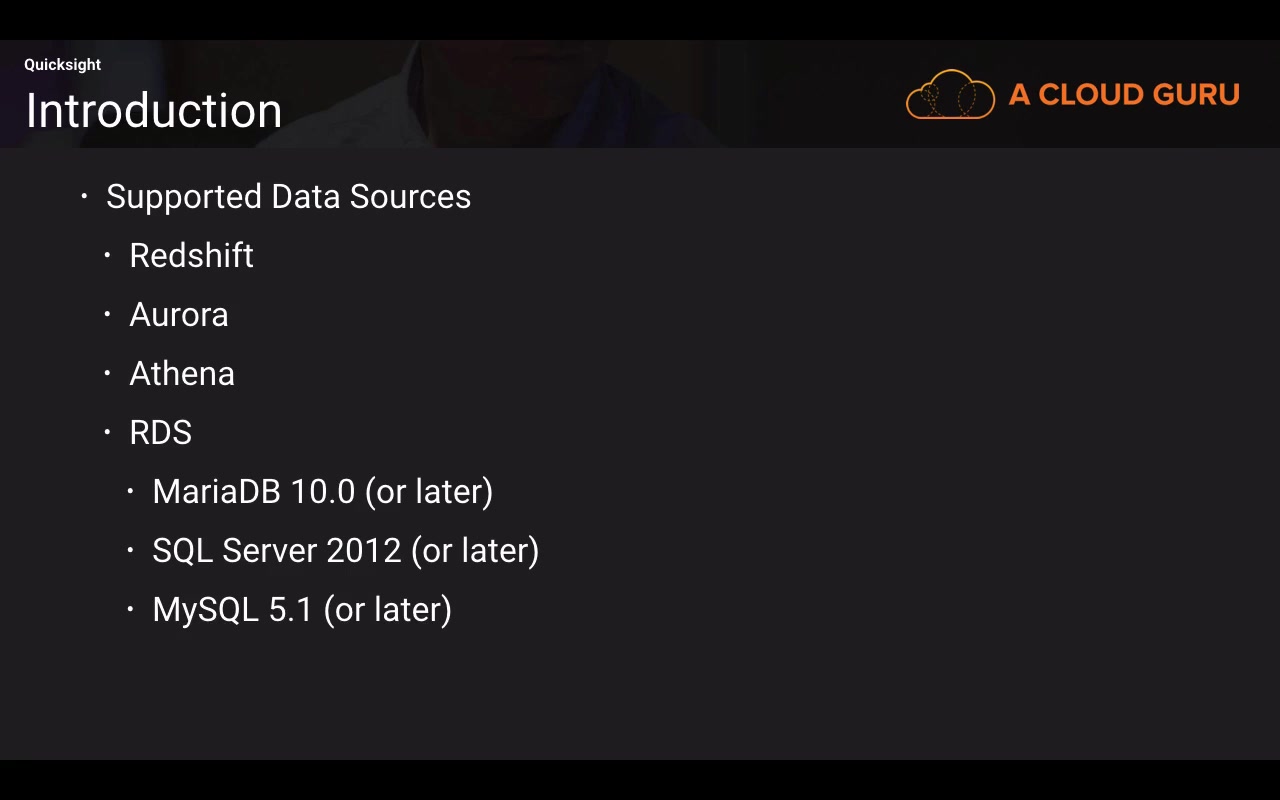 Quicksight
Introduction
A CLOUD GURU
• Supported Data Sources
• Redshift
• Aurora
• Athena
• RDS
• MariaDB 10.0 (or later)
• SQL Server 2012 (or later)
• MySQL 5.1 (or later)